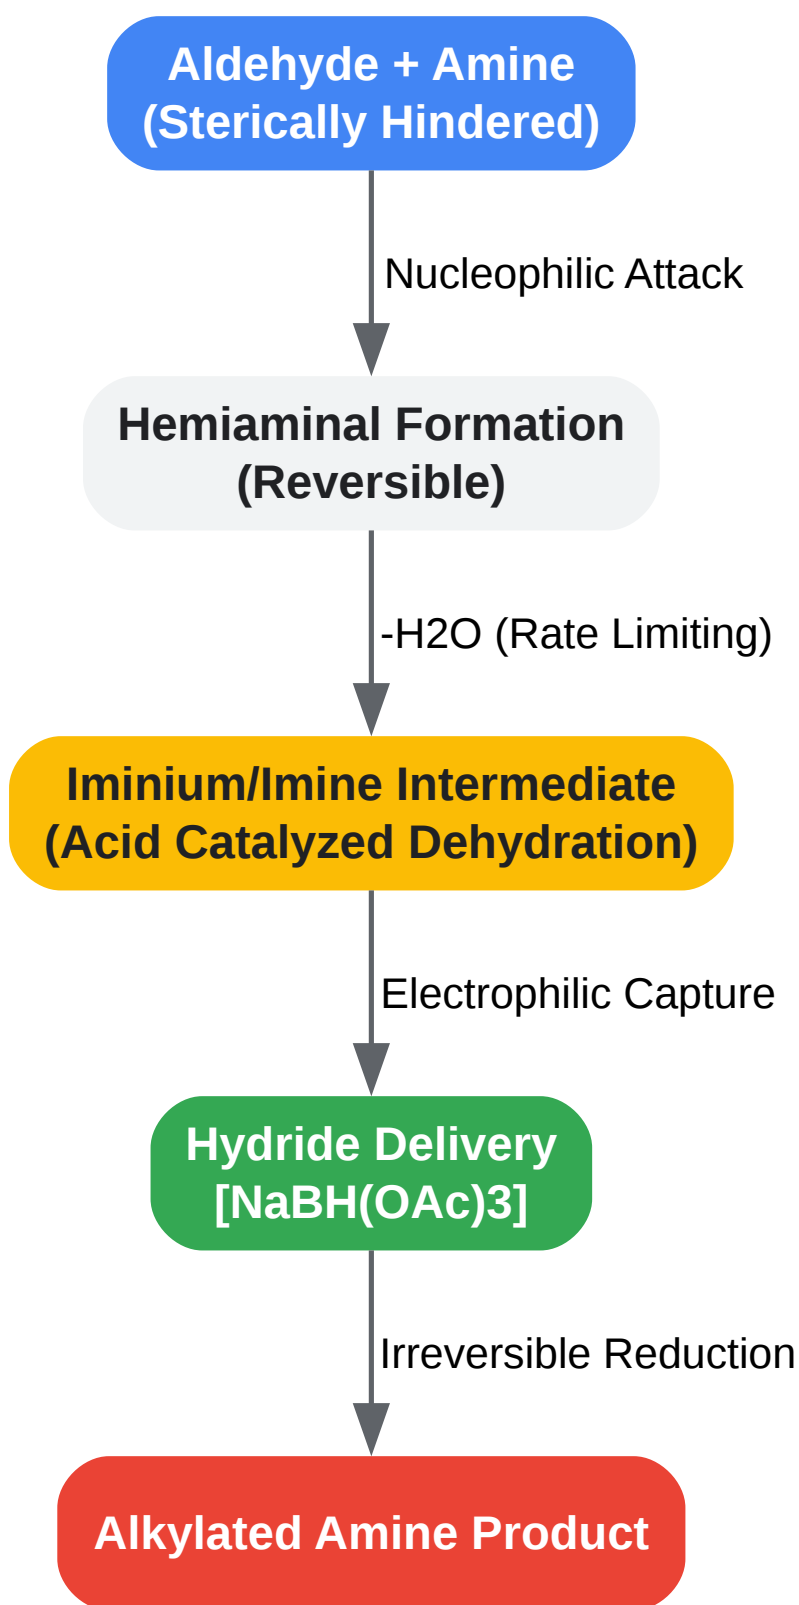 Aldehyde + Amine
(Sterically Hindered)
Nucleophilic Attack
Hemiaminal Formation
(Reversible)
-H2O (Rate Limiting)
Iminium/Imine Intermediate
(Acid Catalyzed Dehydration)
Electrophilic Capture
Hydride Delivery
[NaBH(OAc)3]
Irreversible Reduction
Alkylated Amine Product